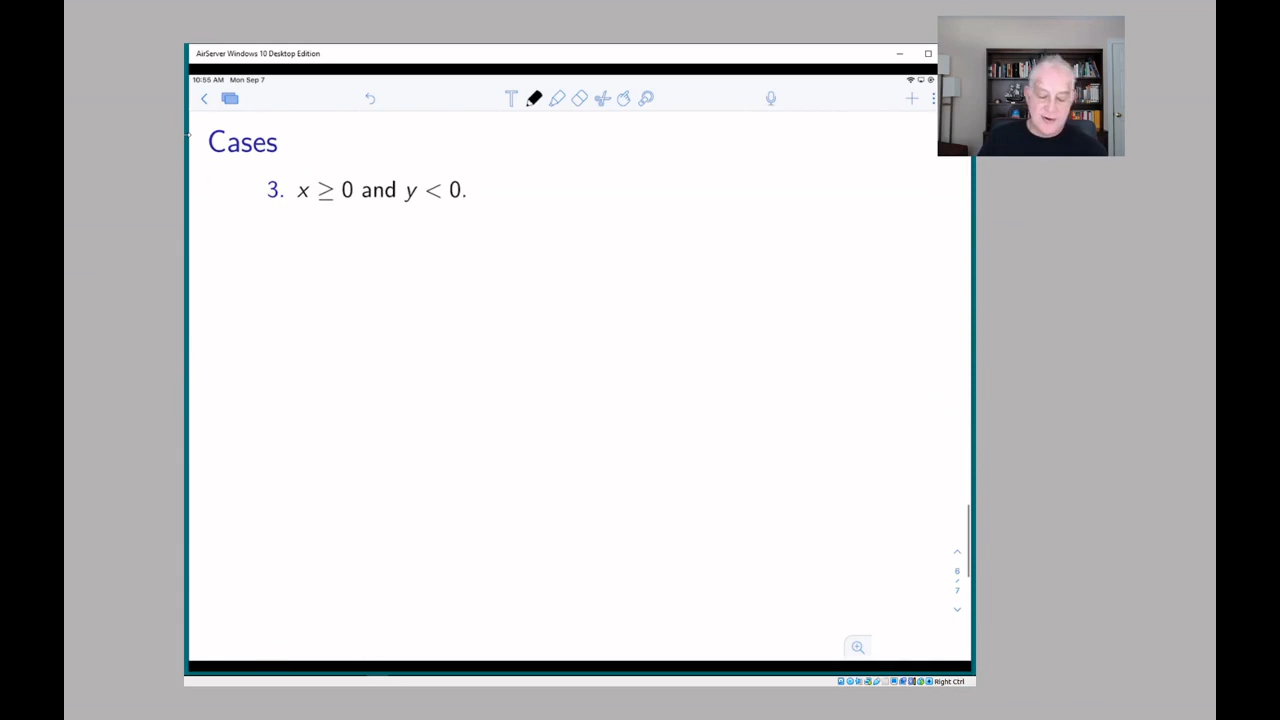 AirServer Windows 10 Desktop Edition
10:55 AM Mon Sep 7
Cases
3. x ≥ 0 and y < 0.
6
/
7
Right Ctrl